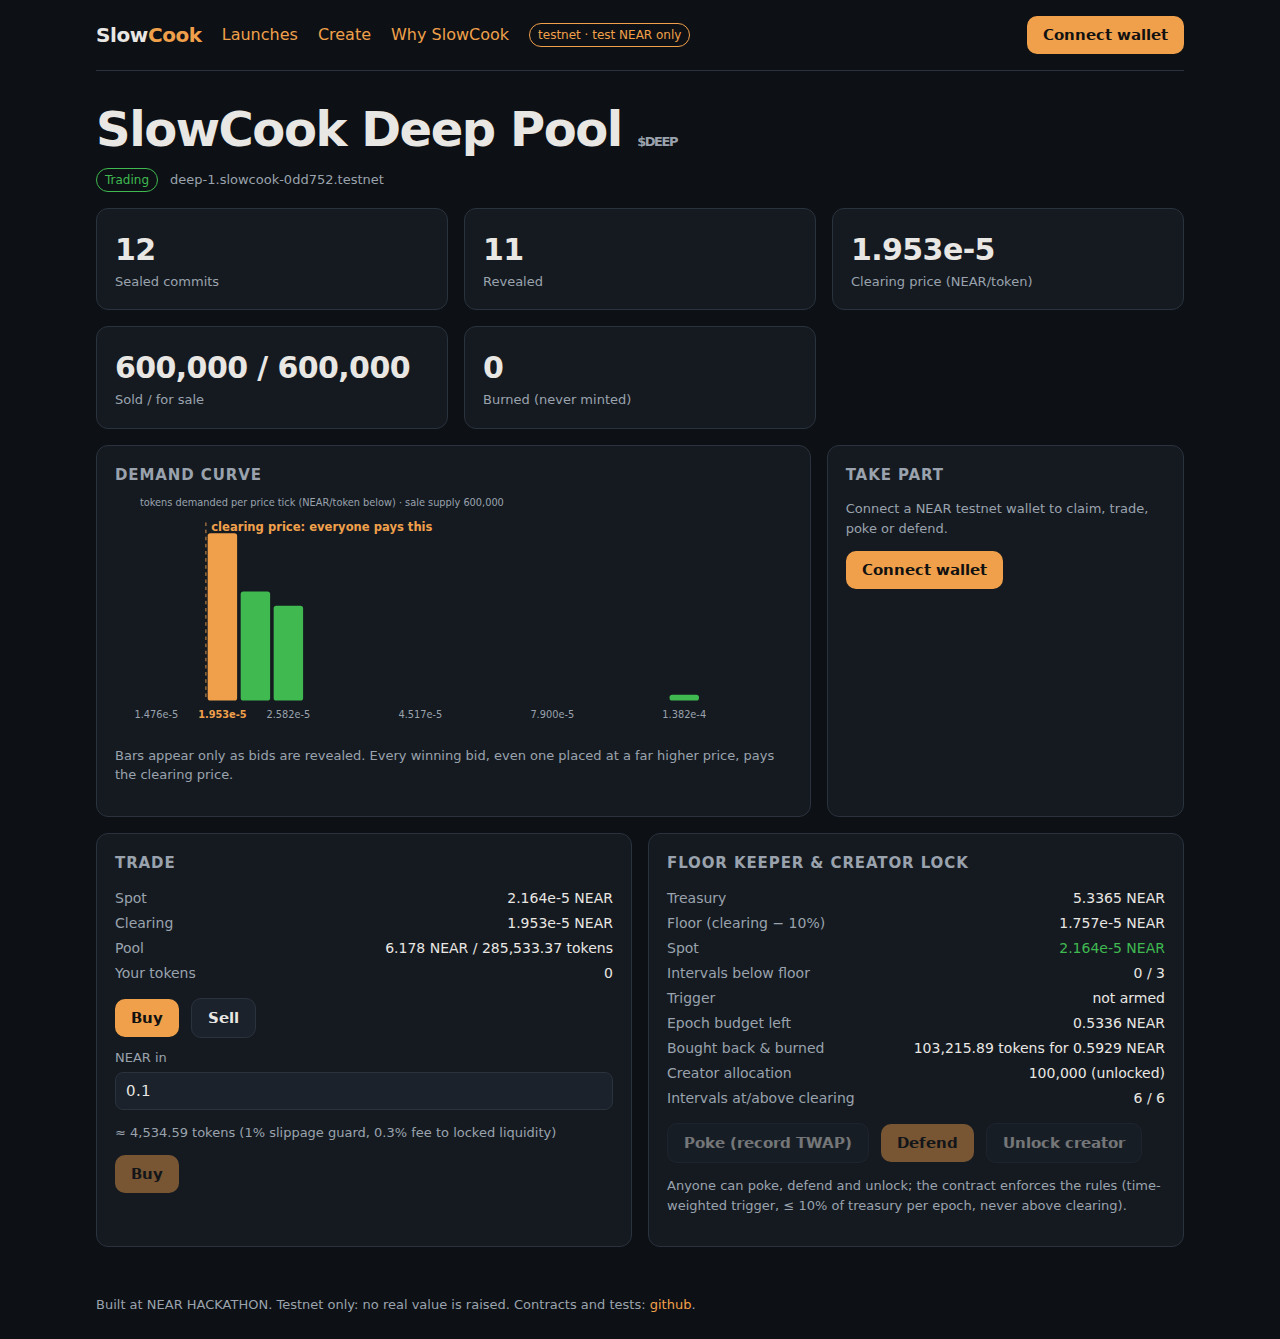 SlowCook Launches Create Why SlowCook testnet · test NEAR only Connect wallet
SlowCook Deep Pool $DEEP
Trading deep-1.slowcook-0dd752.testnet
12
Sealed commits
11
Revealed
1.953e-5
Clearing price (NEAR/token)
600,000 / 600,000
Sold / for sale
0
Burned (never minted)
DEMAND CURVE
tokens demanded per price tick (NEAR/token below) · sale supply 600,000
clearing price: everyone pays this
1.476e-5 1.953e-5 2.582e-5 4.517e-5 7.900e-5 1.382e-4
Bars appear only as bids are revealed. Every winning bid, even one placed at a far higher price, pays
the clearing price.
TAKE PART
Connect a NEAR testnet wallet to claim, trade,
poke or defend.
Connect wallet
TRADE
Spot 2.164e-5 NEAR
Clearing 1.953e-5 NEAR
Pool 6.178 NEAR / 285,533.37 tokens
Your tokens 0
Buy Sell
NEAR in
0.1
≈ 4,534.59 tokens (1% slippage guard, 0.3% fee to locked liquidity)
Buy
FLOOR KEEPER & CREATOR LOCK
Treasury 5.3365 NEAR
Floor (clearing − 10%) 1.757e-5 NEAR
Spot 2.164e-5 NEAR
Intervals below floor 0 / 3
Trigger not armed
Epoch budget left 0.5336 NEAR
Bought back & burned 103,215.89 tokens for 0.5929 NEAR
Creator allocation 100,000 (unlocked)
Intervals at/above clearing 6 / 6
Poke (record TWAP) Defend Unlock creator
Anyone can poke, defend and unlock; the contract enforces the rules (time-
weighted trigger, ≤ 10% of treasury per epoch, never above clearing).
Built at NEAR HACKATHON. Testnet only: no real value is raised. Contracts and tests: github.